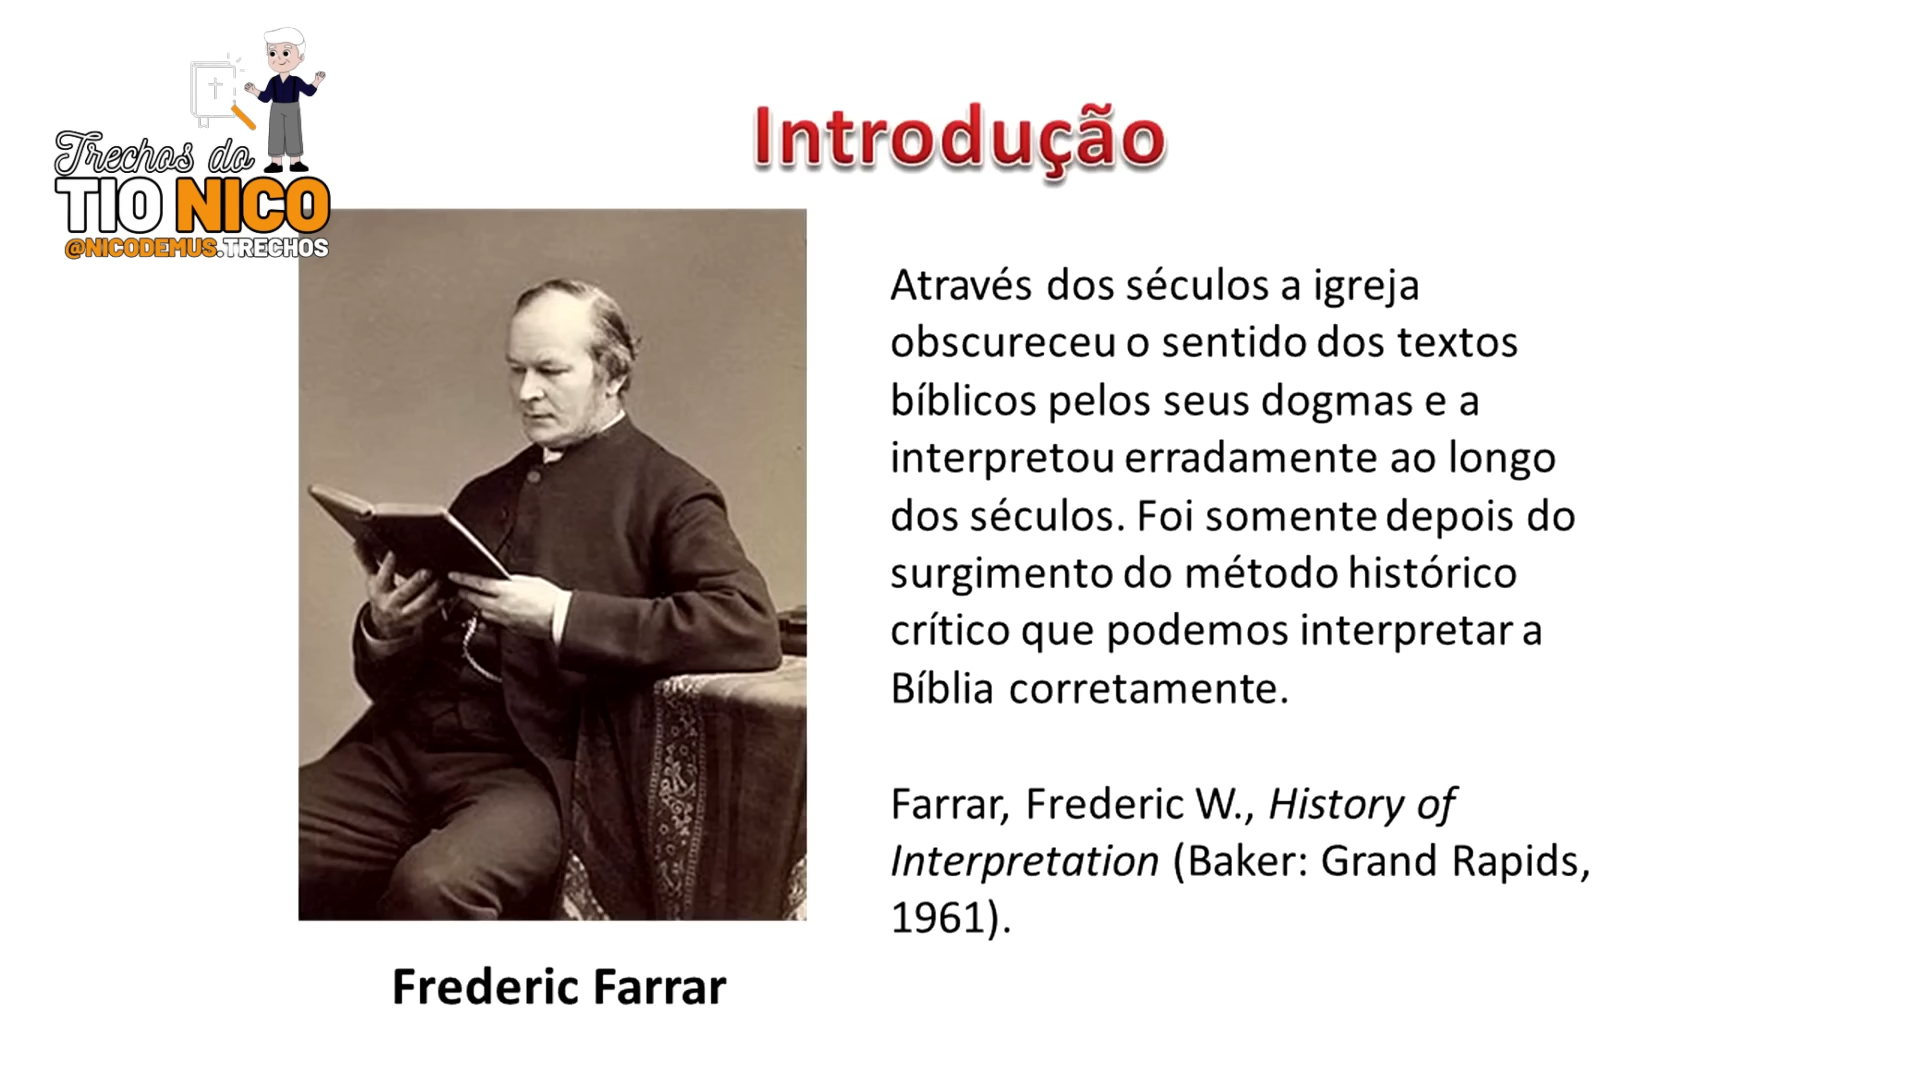 Trechos do
TIO NICO
@NICODEMUS.TRECHOS
Introdução
Através dos séculos a igreja
obscureceu o sentido dos textos
bíblicos pelos seus dogmas e a
interpretou erradamente ao longo
dos séculos. Foi somente depois do
surgimento do método histórico
crítico que podemos interpretar a
Bíblia corretamente.
Farrar, Frederic W., History of
Interpretation (Baker: Grand Rapids,
1961).
Frederic Farrar